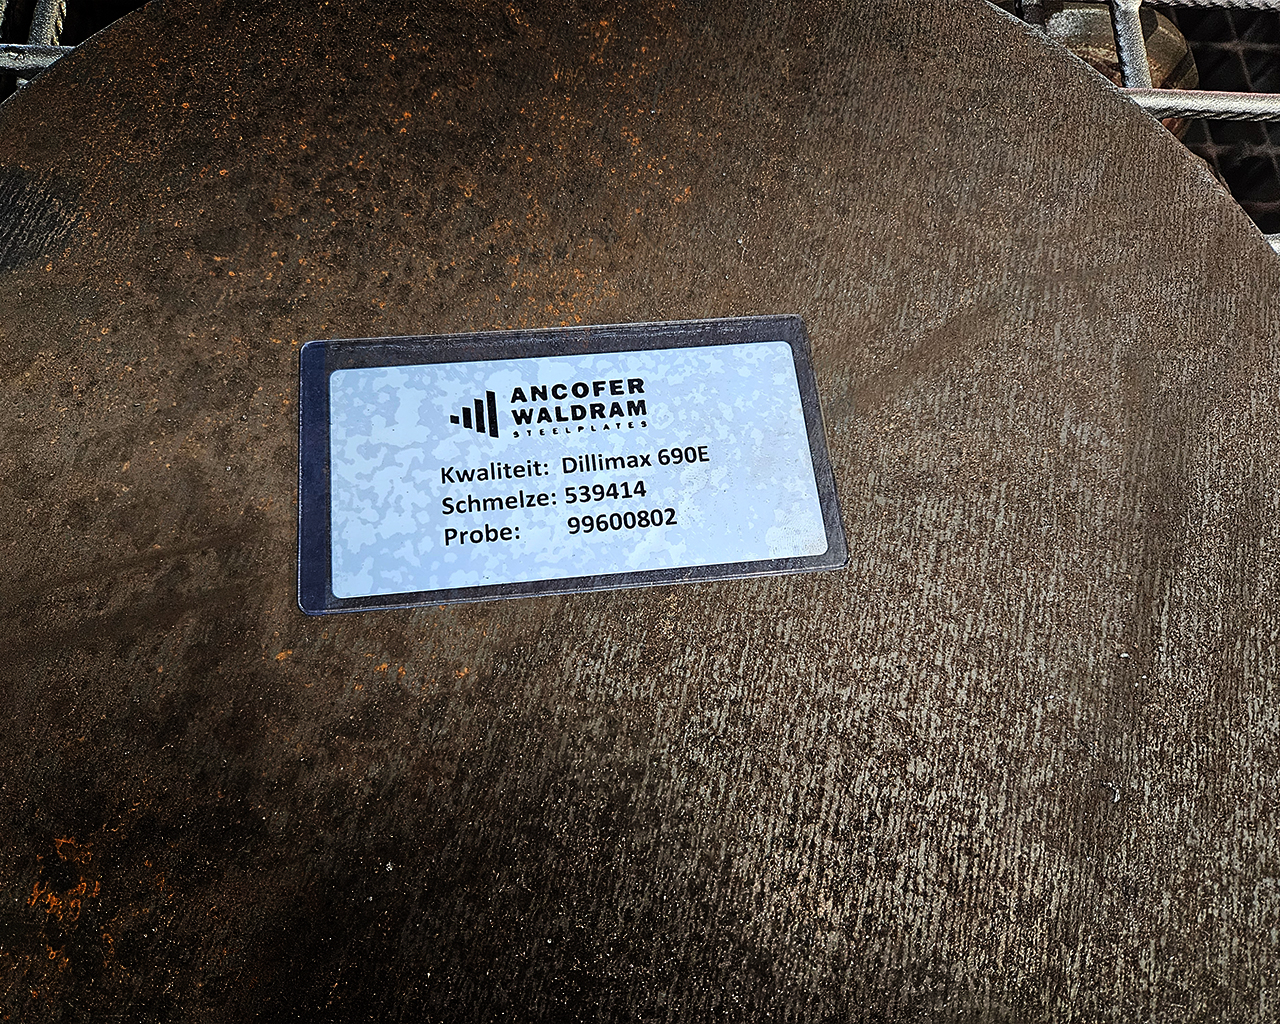 ANCOFER
WALDRAM
STEELPLATES
Kwaliteit: Dillimax 690E
Schmelze: 539414
Probe: 99600802